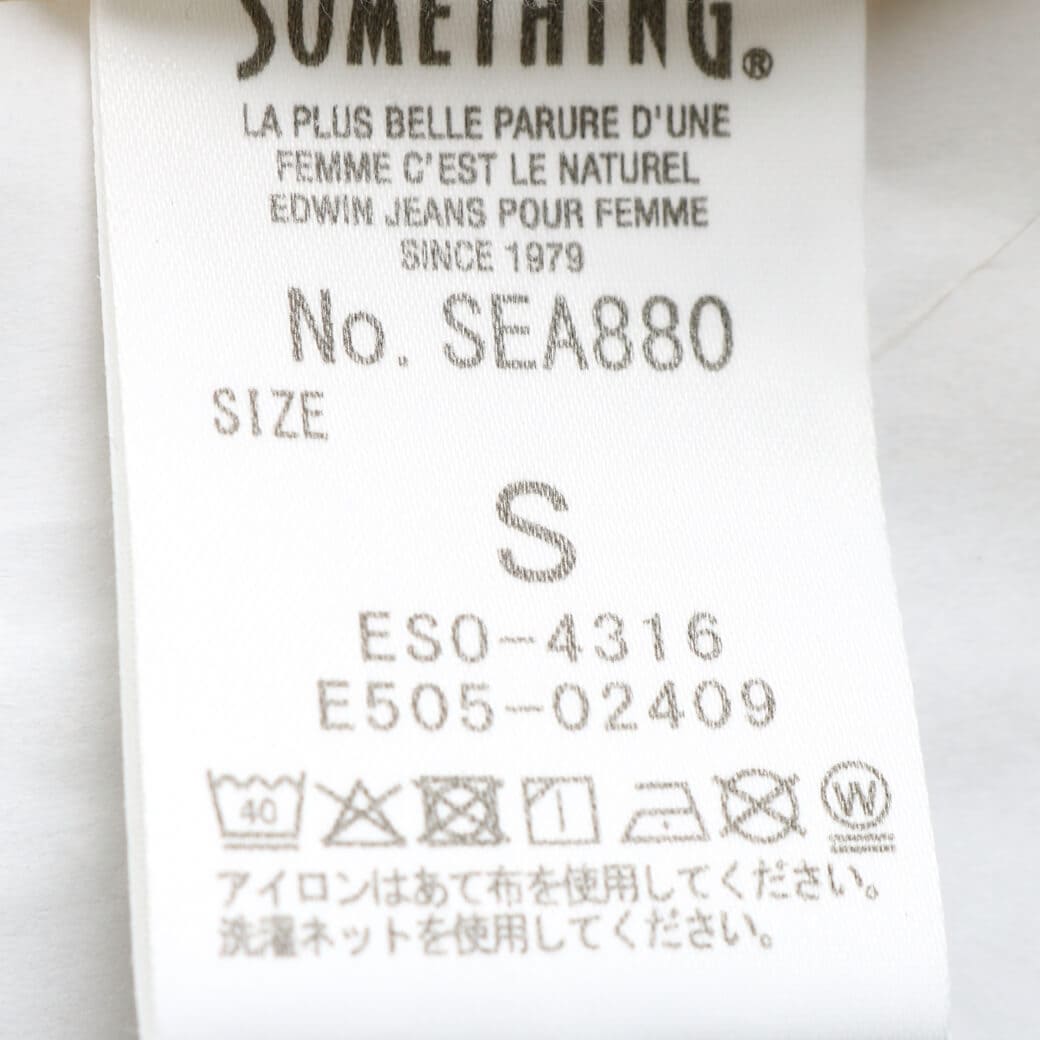 SOMETHING®
LA PLUS BELLE PARURE D'UNE
FEMME C'EST LE NATUREL
EDWIN JEANS POUR FEMME
SINCE 1979
No. SEA880
SIZE
S
ESO-4316
E505-02409
40
W
アイロンはあて布を使用してください。
洗濯ネットを使用してください。